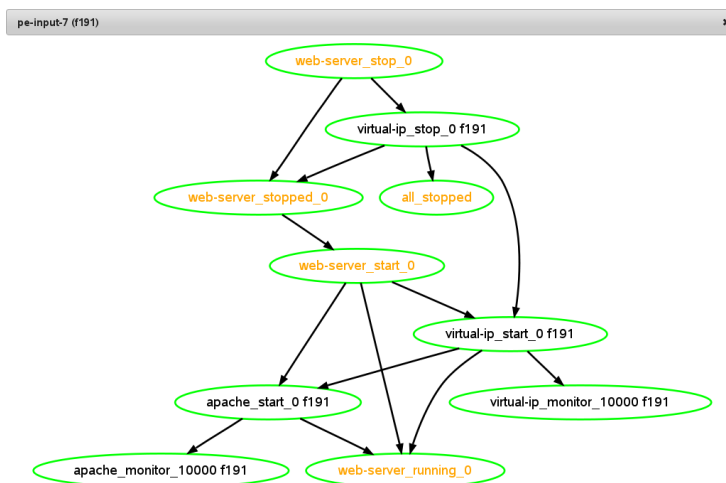 pe-input-7 (f191)
web-server_stop_0
virtual-ip_stop_0 f191
web-server_stopped_0
all_stopped
web-server_start_0
virtual-ip_start_0 f191
apache_start_0 f191
virtual-ip_monitor_10000 f191
apache_monitor_10000 f191
web-server_running_0